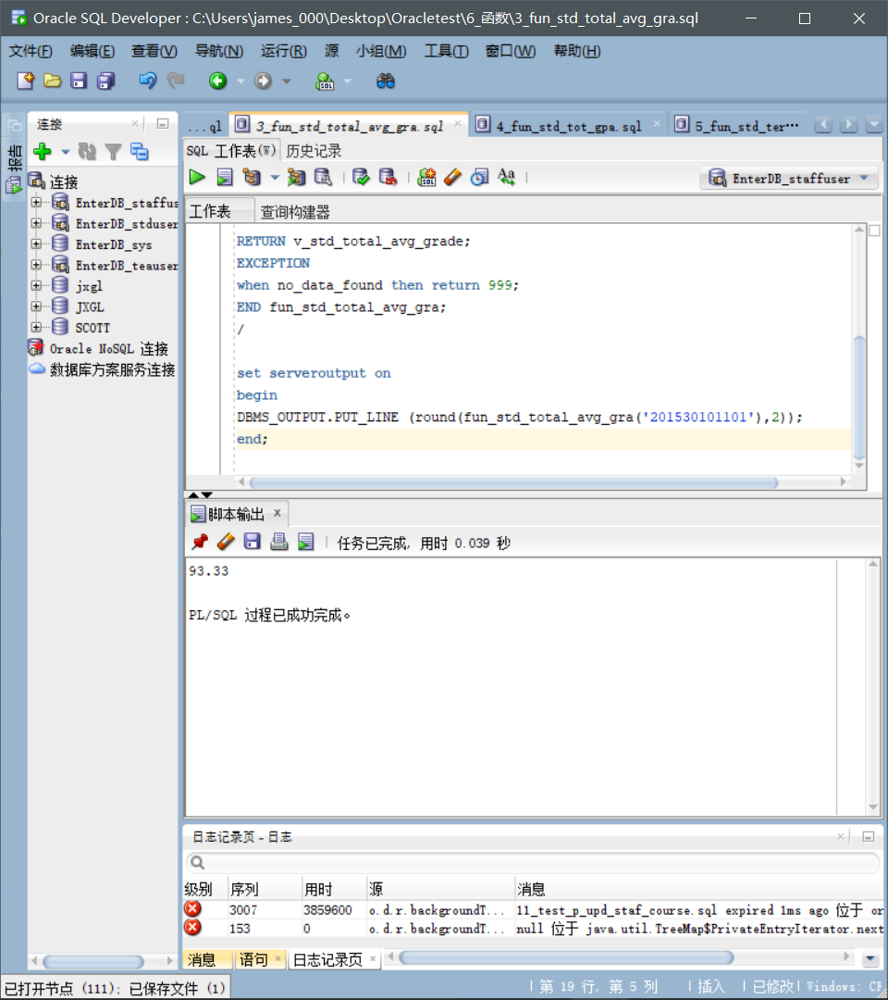 Oracle SQL Developer : C:\Users\james_000\Desktop\Oracletest\6_函数\3_fun_std_total_avg_gra.sql
文件(F) 编辑(E) 查看(V) 导航(N) 运行(R) 源 小组(M) 工具(T) 窗口(W) 帮助(H)
连接
...ql 3_fun_std_total_avg_gra.sql 4_fun_std_tot_gpa.sql 5_fun_std_ter···
报告
SQL 工作表(W) 历史记录
EnterDB_staffuser
工作表 查询构建器
连接
EnterDB_staffus
EnterDB_stduser
EnterDB_sys
EnterDB_teauser
jxgl
JXGL
SCOTT
Oracle NoSQL 连接
数据库方案服务连接
RETURN v_std_total_avg_grade;
EXCEPTION
when no_data_found then return 999;
END fun_std_total_avg_gra;
/
set serveroutput on
begin
DBMS_OUTPUT.PUT_LINE (round(fun_std_total_avg_gra('201530101101'),2));
end;
脚本输出
任务已完成, 用时 0.039 秒
93.33
PL/SQL 过程已成功完成。
日志记录页 - 日志
级别 序列 用时 源 消息
3007 3859600 o.d.r.backgroundT... 11_test_p_upd_staf_course.sql expired 1ms ago 位于 or
153 0 o.d.r.backgroundT... null 位于 java.util.TreeMap$PrivateEntryIterator.next
消息 语句 日志记录页
已打开节点 (111); 已保存文件 (1) 第 19 行, 第 5 列 插入 已修改 Windows: CF